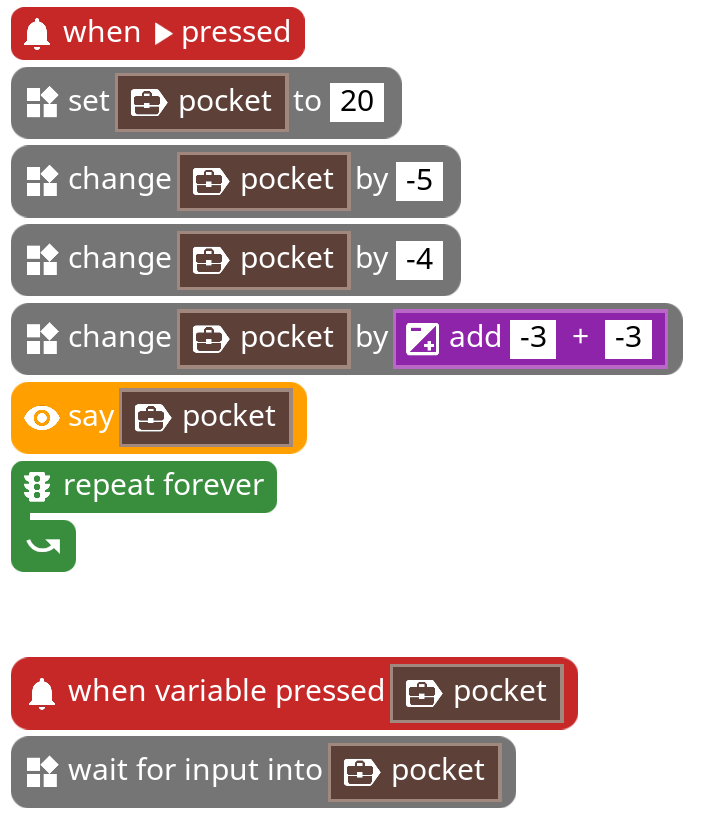 when pressed
set pocket to 20
change pocket by -5
change pocket by -4
change pocket by add -3 + -3
say pocket
repeat forever
when variable pressed pocket
wait for input into pocket